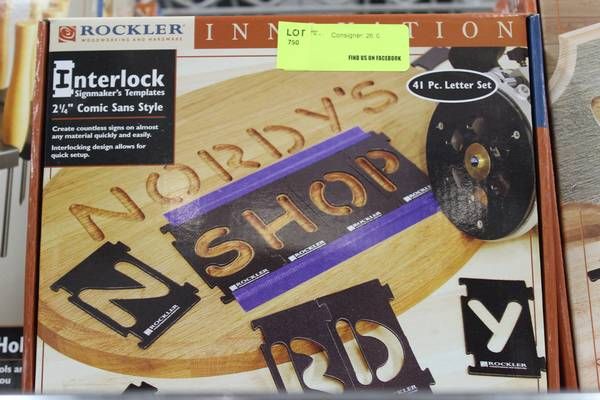 ROCKLER
WOODWORKING AND HARDWARE
INNOVATION
LOT
750
Consigner: 26 C
FIND US ON FACEBOOK
Interlock
Signmaker's Templates
2¼" Comic Sans Style
Create countless signs on almost
any material quickly and easily.
Interlocking design allows for
quick setup.
41 Pc. Letter Set
NORDY'S
SHOP
ROCKLER
ROCKLER
ROCKLER
ROCKLER
N
ROCKLER
R D
Y
ROCKLER